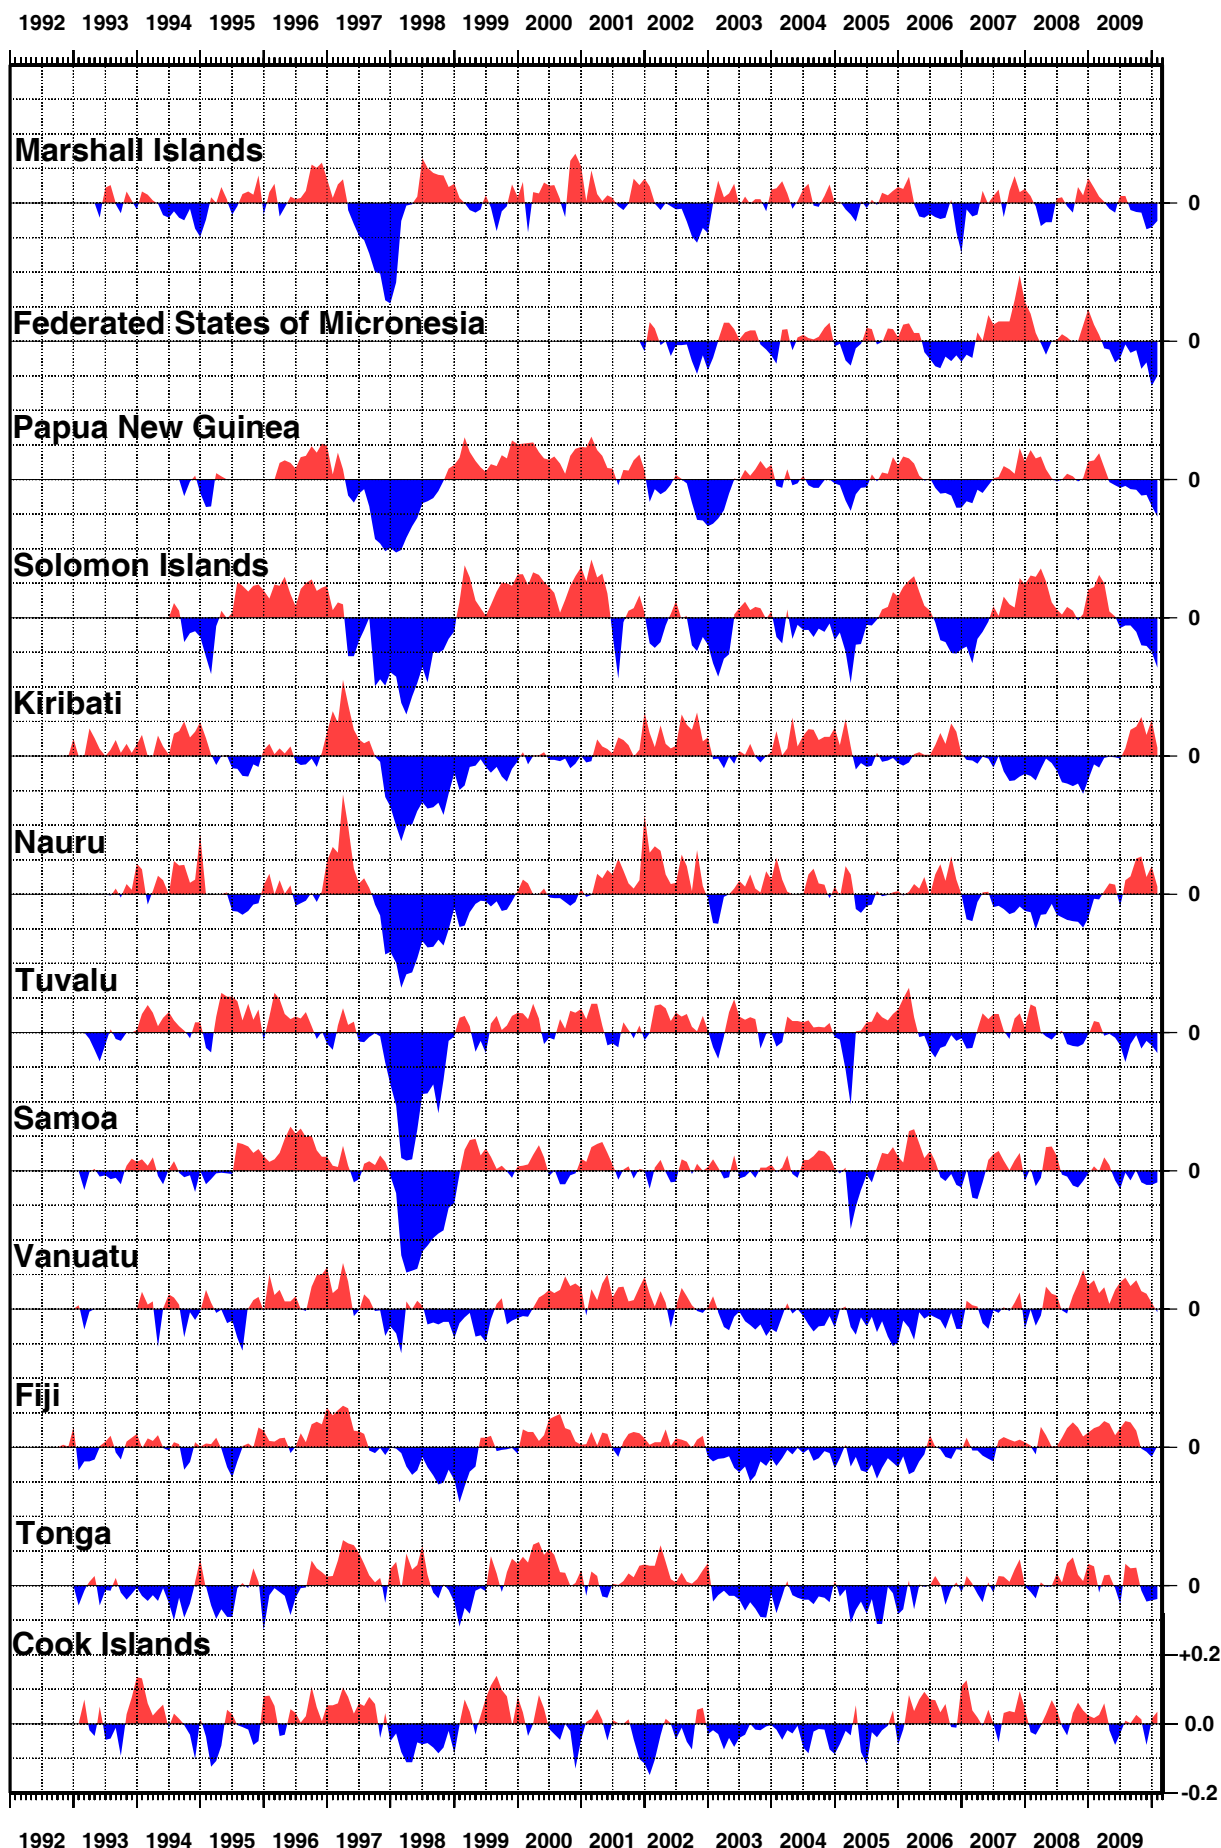 1992 1993 1994 1995 1996 1997 1998 1999 2000 2001 2002 2003 2004 2005 2006 2007 2008 2009
Marshall Islands
0
Federated States of Micronesia
0
Papua New Guinea
0
Solomon Islands
0
Kiribati
0
Nauru
0
Tuvalu
0
Samoa
0
Vanuatu
0
Fiji
0
Tonga
0
Cook Islands
+0.2
0.0
-0.2
1992 1993 1994 1995 1996 1997 1998 1999 2000 2001 2002 2003 2004 2005 2006 2007 2008 2009